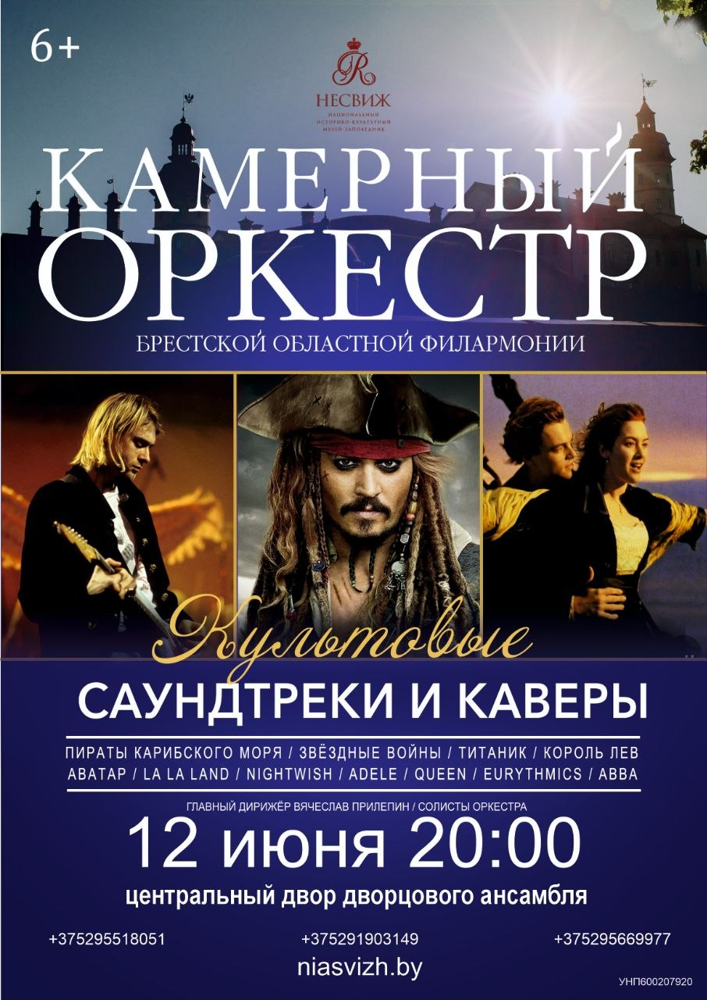 6+
НЕСВИЖ
НАЦИОНАЛЬНЫЙ
ИСТОРИКО-КУЛЬТУРНЫЙ
МУЗЕЙ-ЗАПОВЕДНИК
КАМЕРНЫЙ
ОРКЕСТР
БРЕСТСКОЙ ОБЛАСТНОЙ ФИЛАРМОНИИ
Культовые
САУНДТРЕКИ И КАВЕРЫ
ПИРАТЫ КАРИБСКОГО МОРЯ / ЗВЁЗДНЫЕ ВОЙНЫ / ТИТАНИК / КОРОЛЬ ЛЕВ
АВАТАР / LA LA LAND / NIGHTWISH / ADELE / QUEEN / EURYTHMICS / ABBA
ГЛАВНЫЙ ДИРИЖЁР ВЯЧЕСЛАВ ПРИЛЕПИН / СОЛИСТЫ ОРКЕСТРА
12 июня 20:00
центральный двор дворцового ансамбля
+375295518051 +375291903149 +375295669977
niasvizh.by
УНП600207920